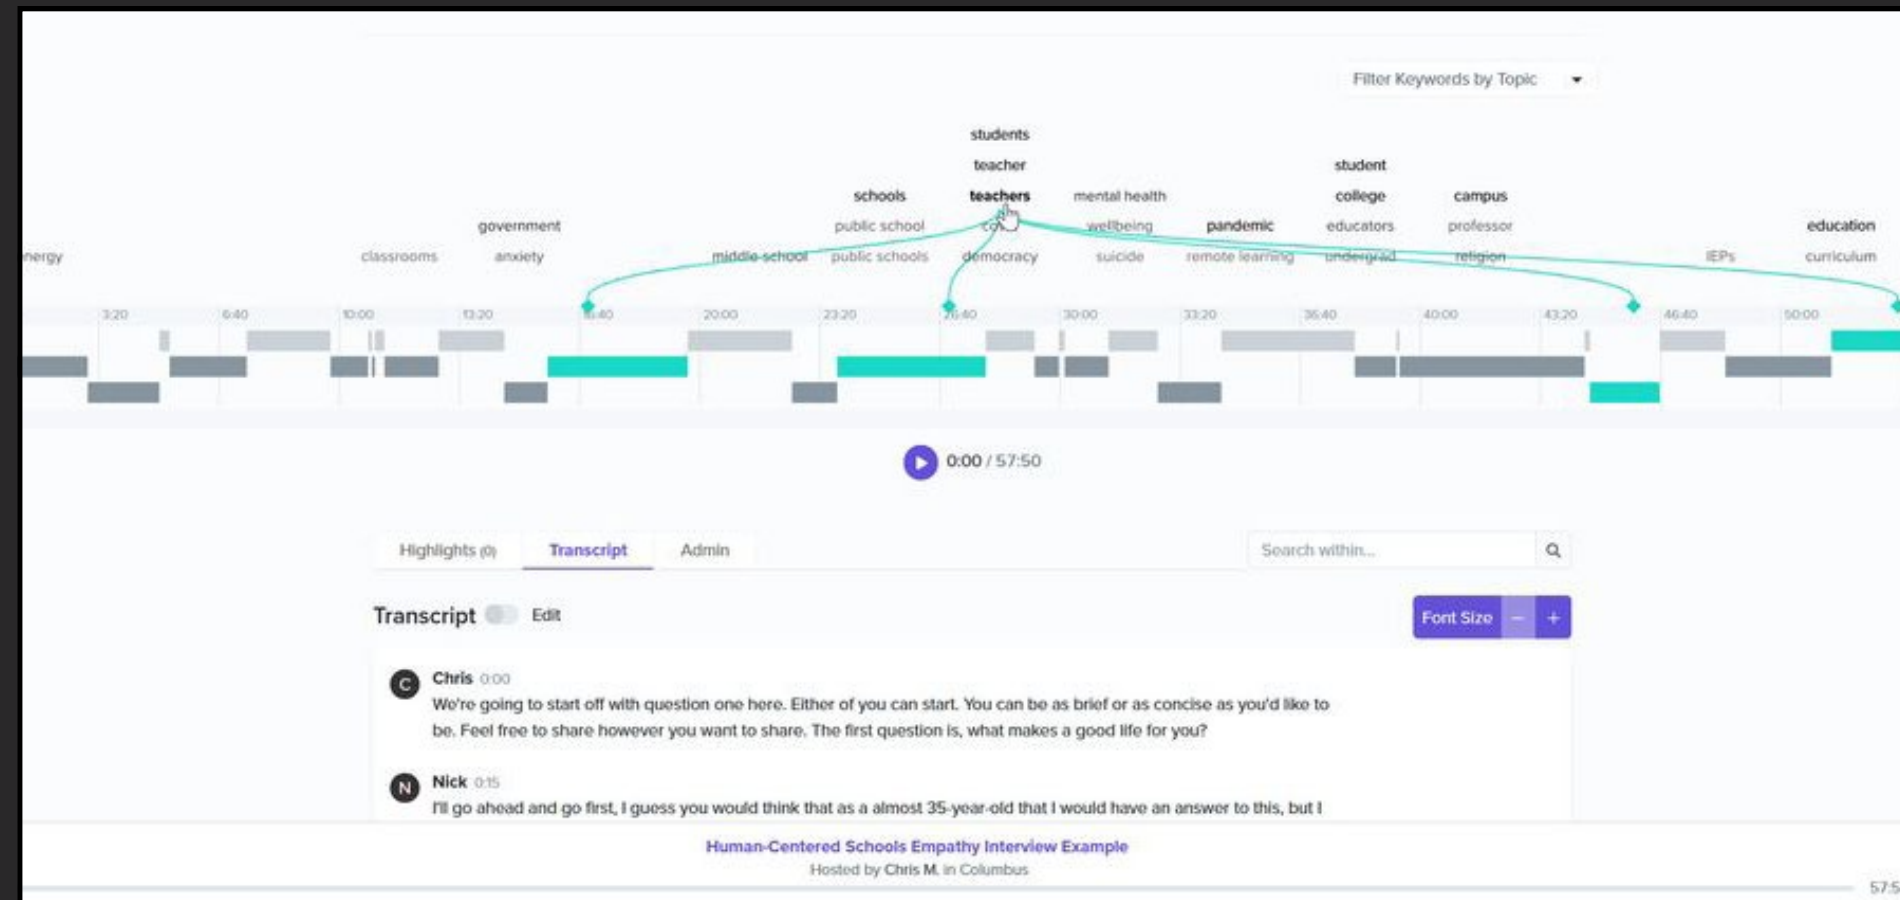 Filter Keywords by Topic
students
teacher student
schools teachers mental health college campus
government public school wellbeing pandemic educators professor education
nergy classrooms anxiety middle school public schools democracy suicide remote learning undergrad religion IEPs curriculum
3:20 6:40 10:00 13:20 16:40 20:00 23:20 26:40 30:00 33:20 36:40 40:00 43:20 46:40 50:00
0:00 / 57:50
Highlights (0) Transcript Admin Search within...
Transcript Edit Font Size − +
C Chris 0:00
We're going to start off with question one here. Either of you can start. You can be as brief or as concise as you'd like to
be. Feel free to share however you want to share. The first question is, what makes a good life for you?
N Nick 0:15
I'll go ahead and go first, I guess you would think that as a almost 35-year-old that I would have an answer to this, but I
Human-Centered Schools Empathy Interview Example
Hosted by Chris M. in Columbus
57:5